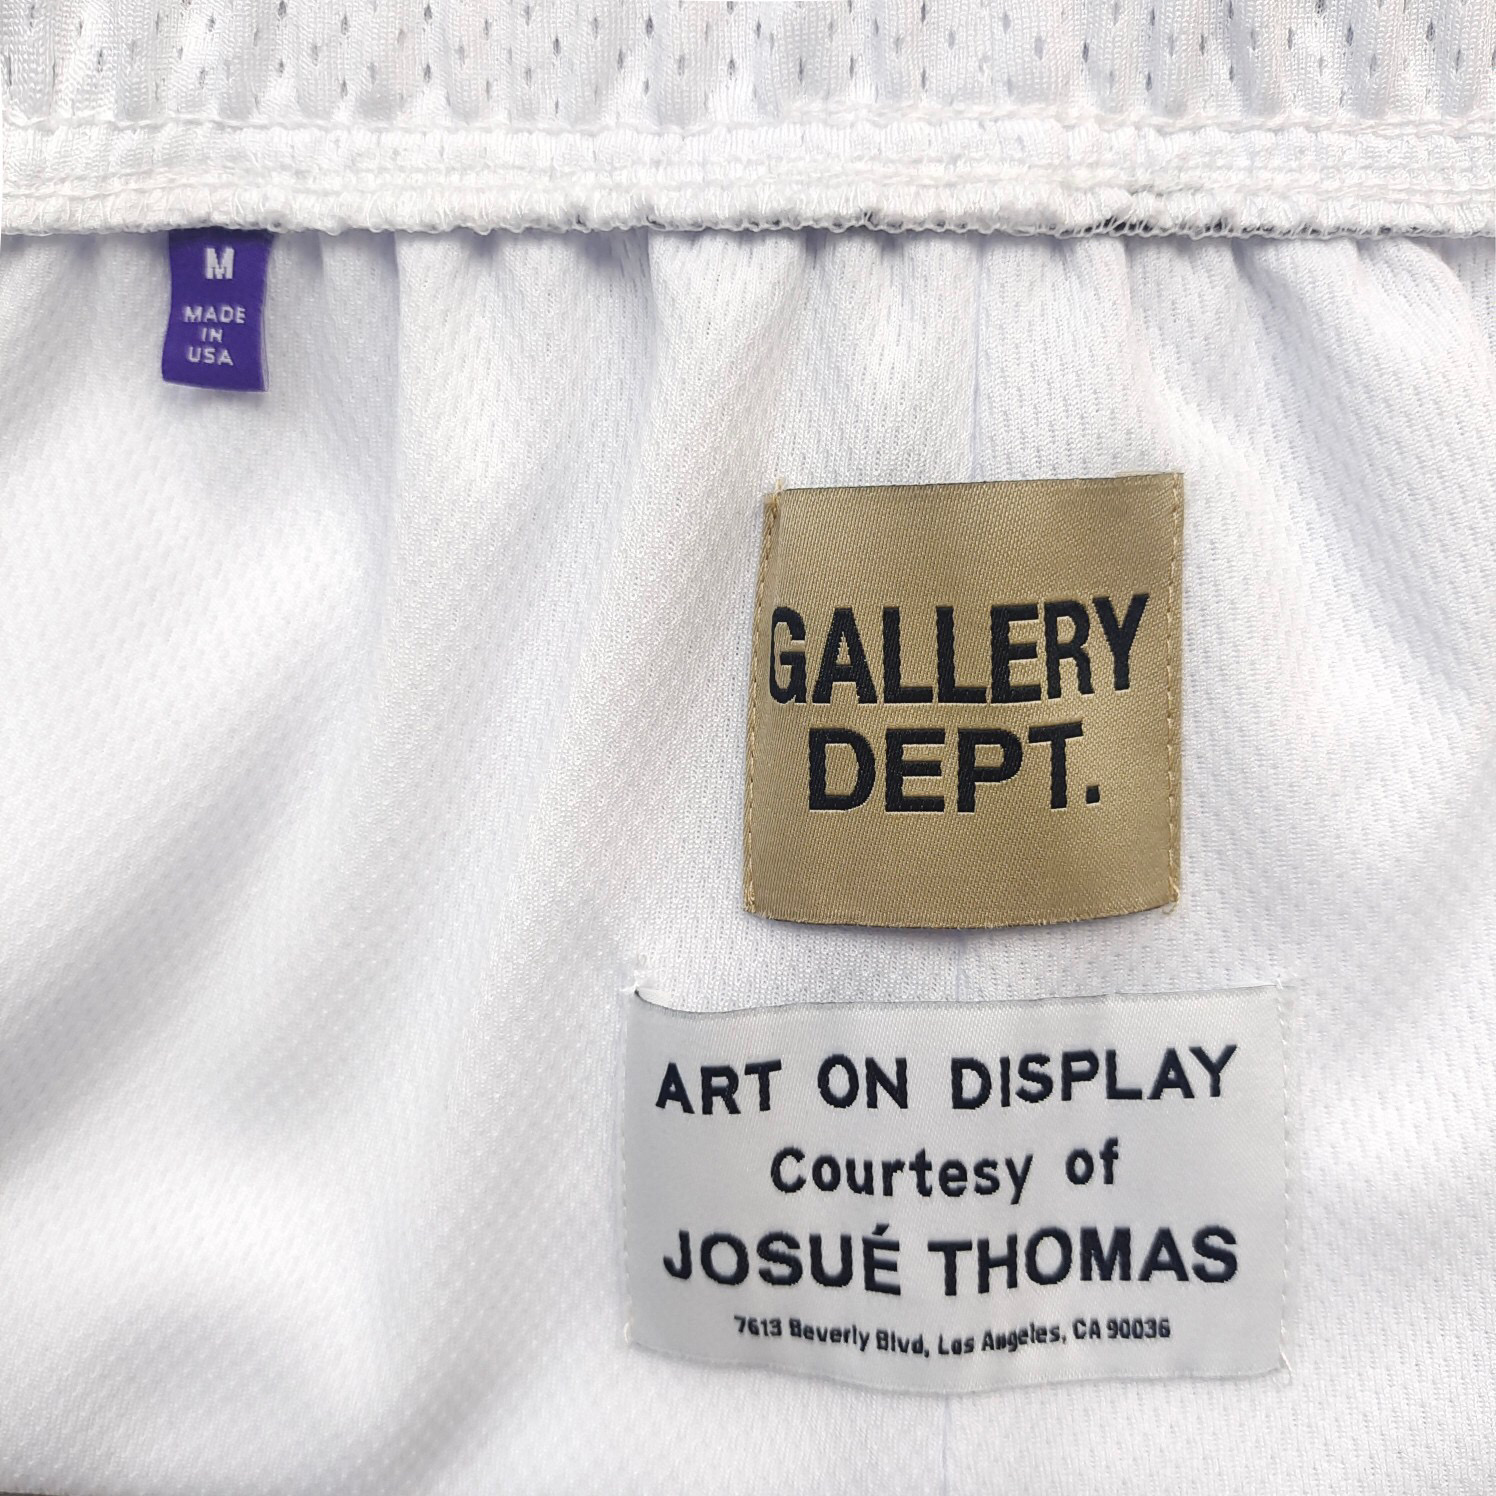 M
MADE
IN
USA
GALLERY
DEPT.
ART ON DISPLAY
Courtesy of
JOSUÉ THOMAS
7613 Beverly Blvd, Los Angeles, CA 90036